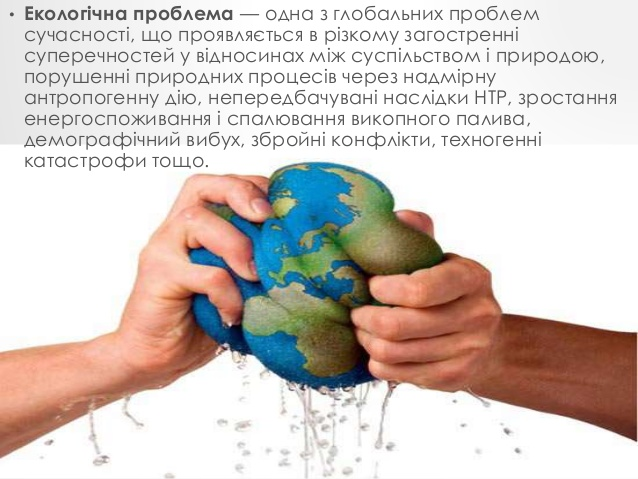 • Екологічна проблема — одна з глобальних проблем
сучасності, що проявляється в різкому загостренні
суперечностей у відносинах між суспільством і природою,
порушенні природних процесів через надмірну
антропогенну дію, непередбачувані наслідки НТР, зростання
енергоспоживання і спалювання викопного палива,
демографічний вибух, збройні конфлікти, техногенні
катастрофи тощо.